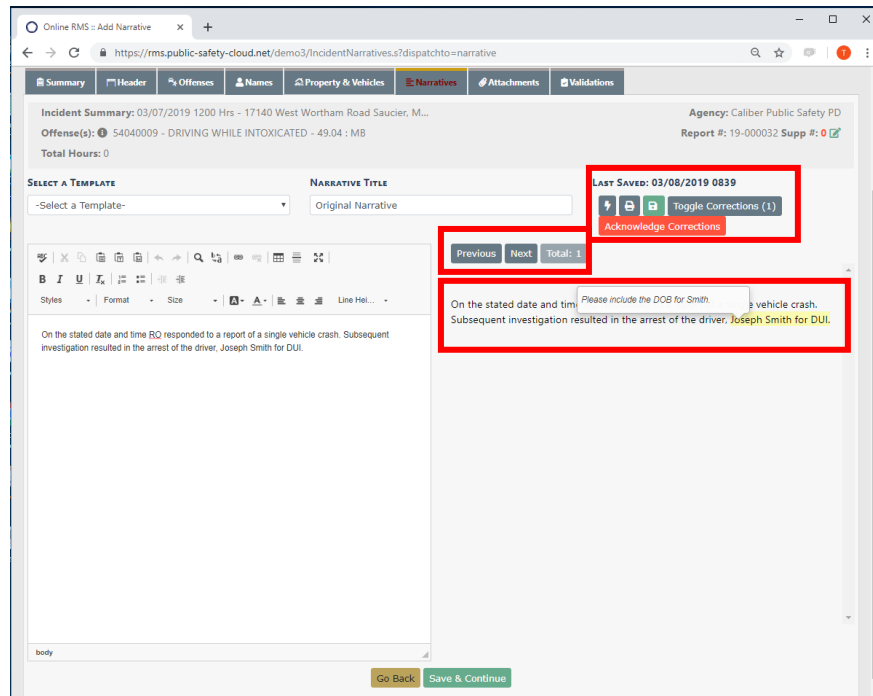 Online RMS :: Add Narrative
https://rms.public-safety-cloud.net/demo3/IncidentNarratives.s?dispatchto=narrative
T
Summary Header Offenses Names Property & Vehicles Narratives Attachments Validations
Incident Summary: 03/07/2019 1200 Hrs - 17140 West Wortham Road Saucier, M... Agency: Caliber Public Safety PD
Offense(s): 54040009 - DRIVING WHILE INTOXICATED - 49.04 : MB Report #: 19-000032 Supp #: 0
Total Hours: 0
Select a Template Narrative Title Last Saved: 03/08/2019 0839
-Select a Template- Original Narrative Toggle Corrections (1)
Acknowledge Corrections
Previous Next Total: 1
B I U Ix
Styles Format Size A A Line Hei...
Please include the DOB for Smith.
On the stated date and tim e vehicle crash.
Subsequent investigation resulted in the arrest of the driver, Joseph Smith for DUI.
On the stated date and time RO responded to a report of a single vehicle crash. Subsequent
investigation resulted in the arrest of the driver, Joseph Smith for DUI.
body
Go Back Save & Continue